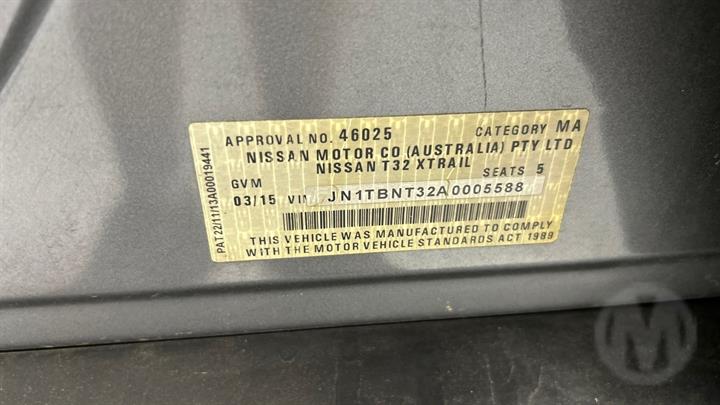 APPROVAL NO. 46025 CATEGORY MA
NISSAN MOTOR CO (AUSTRALIA) PTY LTD
NISSAN T32 XTRAIL
GVM SEATS 5
03/15 VIN JN1TBNT32A0005588
THIS VEHICLE WAS MANUFACTURED TO COMPLY
WITH THE MOTOR VEHICLE STANDARDS ACT 1989
PAT22/11/13A00019441
M